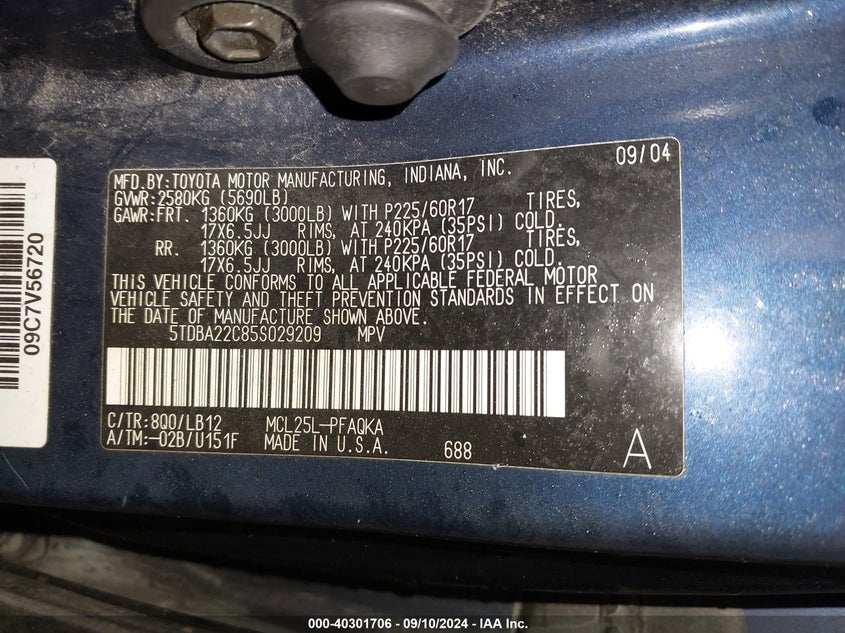 MFD.BY:TOYOTA MOTOR MANUFACTURING, INDIANA, INC. 09/04
GVWR:2580KG (5690LB)
GAWR:FRT. 1360KG (3000LB) WITH P225/60R17 TIRES,
17X6.5JJ RIMS, AT 240KPA (35PSI) COLD.
RR. 1360KG (3000LB) WITH P225/60R17 TIRES,
17X6.5JJ RIMS, AT 240KPA (35PSI) COLD.
THIS VEHICLE CONFORMS TO ALL APPLICABLE FEDERAL MOTOR
VEHICLE SAFETY AND THEFT PREVENTION STANDARDS IN EFFECT ON
THE DATE OF MANUFACTURE SHOWN ABOVE.
5TDBA22C85S029209 MPV
C/TR:8Q0/LB12 MCL25L-PFAQKA
A/TM:-02B/U151F MADE IN U.S.A. 688 A
09C7V56720
000-40301706 - 09/10/2024 - IAA Inc.